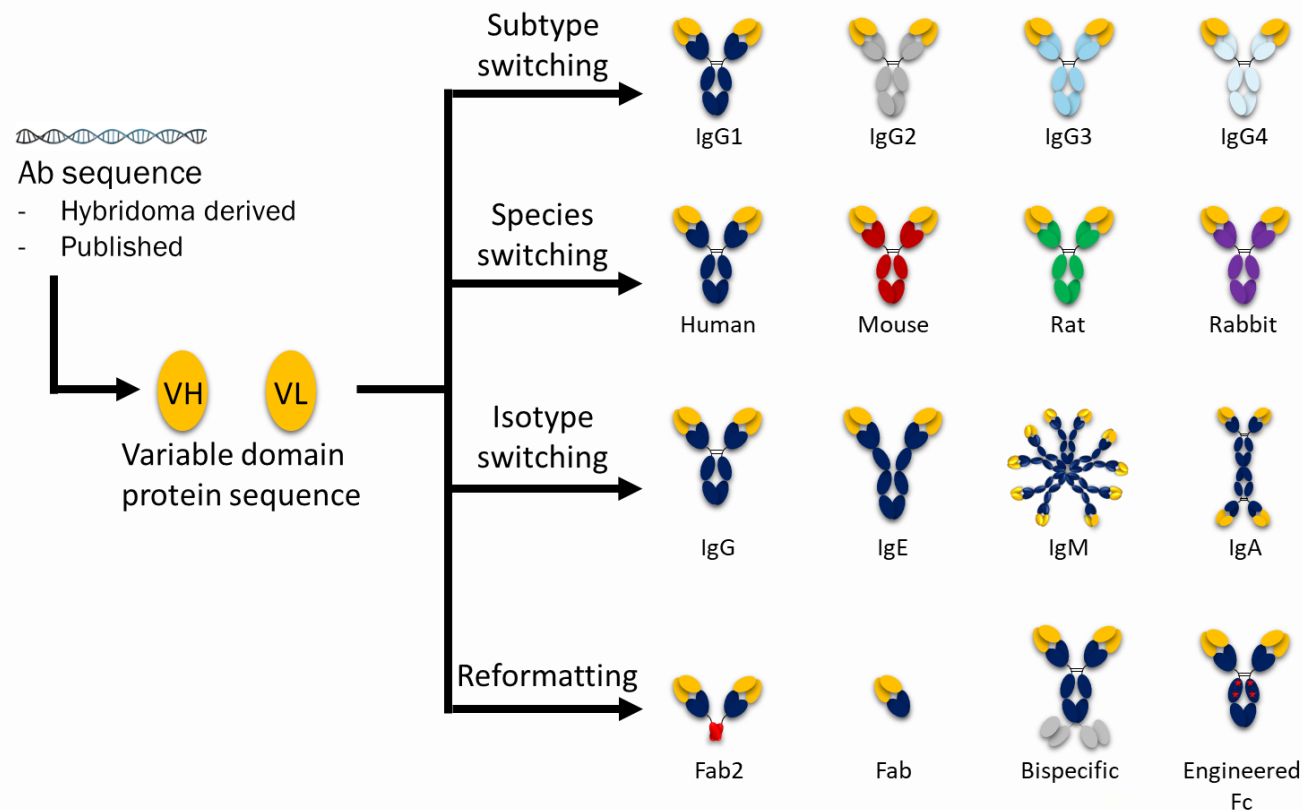 Ab sequence
- Hybridoma derived
- Published
VH VL
Variable domain
protein sequence
Subtype
switching
IgG1 IgG2 IgG3 IgG4
Species
switching
Human Mouse Rat Rabbit
Isotype
switching
IgG IgE IgM IgA
Reformatting
Fab2 Fab Bispecific Engineered
Fc